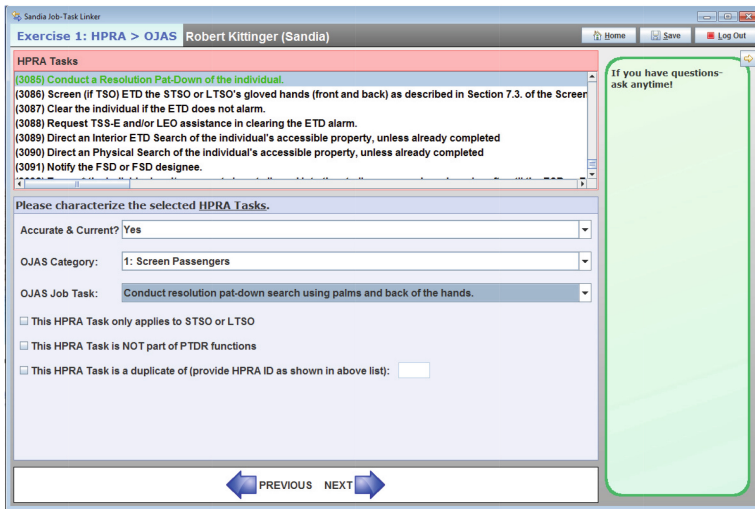 Sandia Job-Task Linker
Exercise 1: HPRA > OJAS Robert Kittinger (Sandia)
Home Save Log Out
HPRA Tasks
(3085) Conduct a Resolution Pat-Down of the individual.
(3086) Screen (if TSO) ETD the STSO or LTSO's gloved hands (front and back) as described in Section 7.3. of the Screen
(3087) Clear the individual if the ETD does not alarm.
(3088) Request TSS-E and/or LEO assistance in clearing the ETD alarm.
(3089) Direct an Interior ETD Search of the individual's accessible property, unless already completed
(3090) Direct an Physical Search of the individual's accessible property, unless already completed
(3091) Notify the FSD or FSD designee.
If you have questions-
ask anytime!
Please characterize the selected HPRA Tasks.
Accurate & Current? Yes
OJAS Category: 1: Screen Passengers
OJAS Job Task: Conduct resolution pat-down search using palms and back of the hands.
This HPRA Task only applies to STSO or LTSO
This HPRA Task is NOT part of PTDR functions
This HPRA Task is a duplicate of (provide HPRA ID as shown in above list):
PREVIOUS NEXT